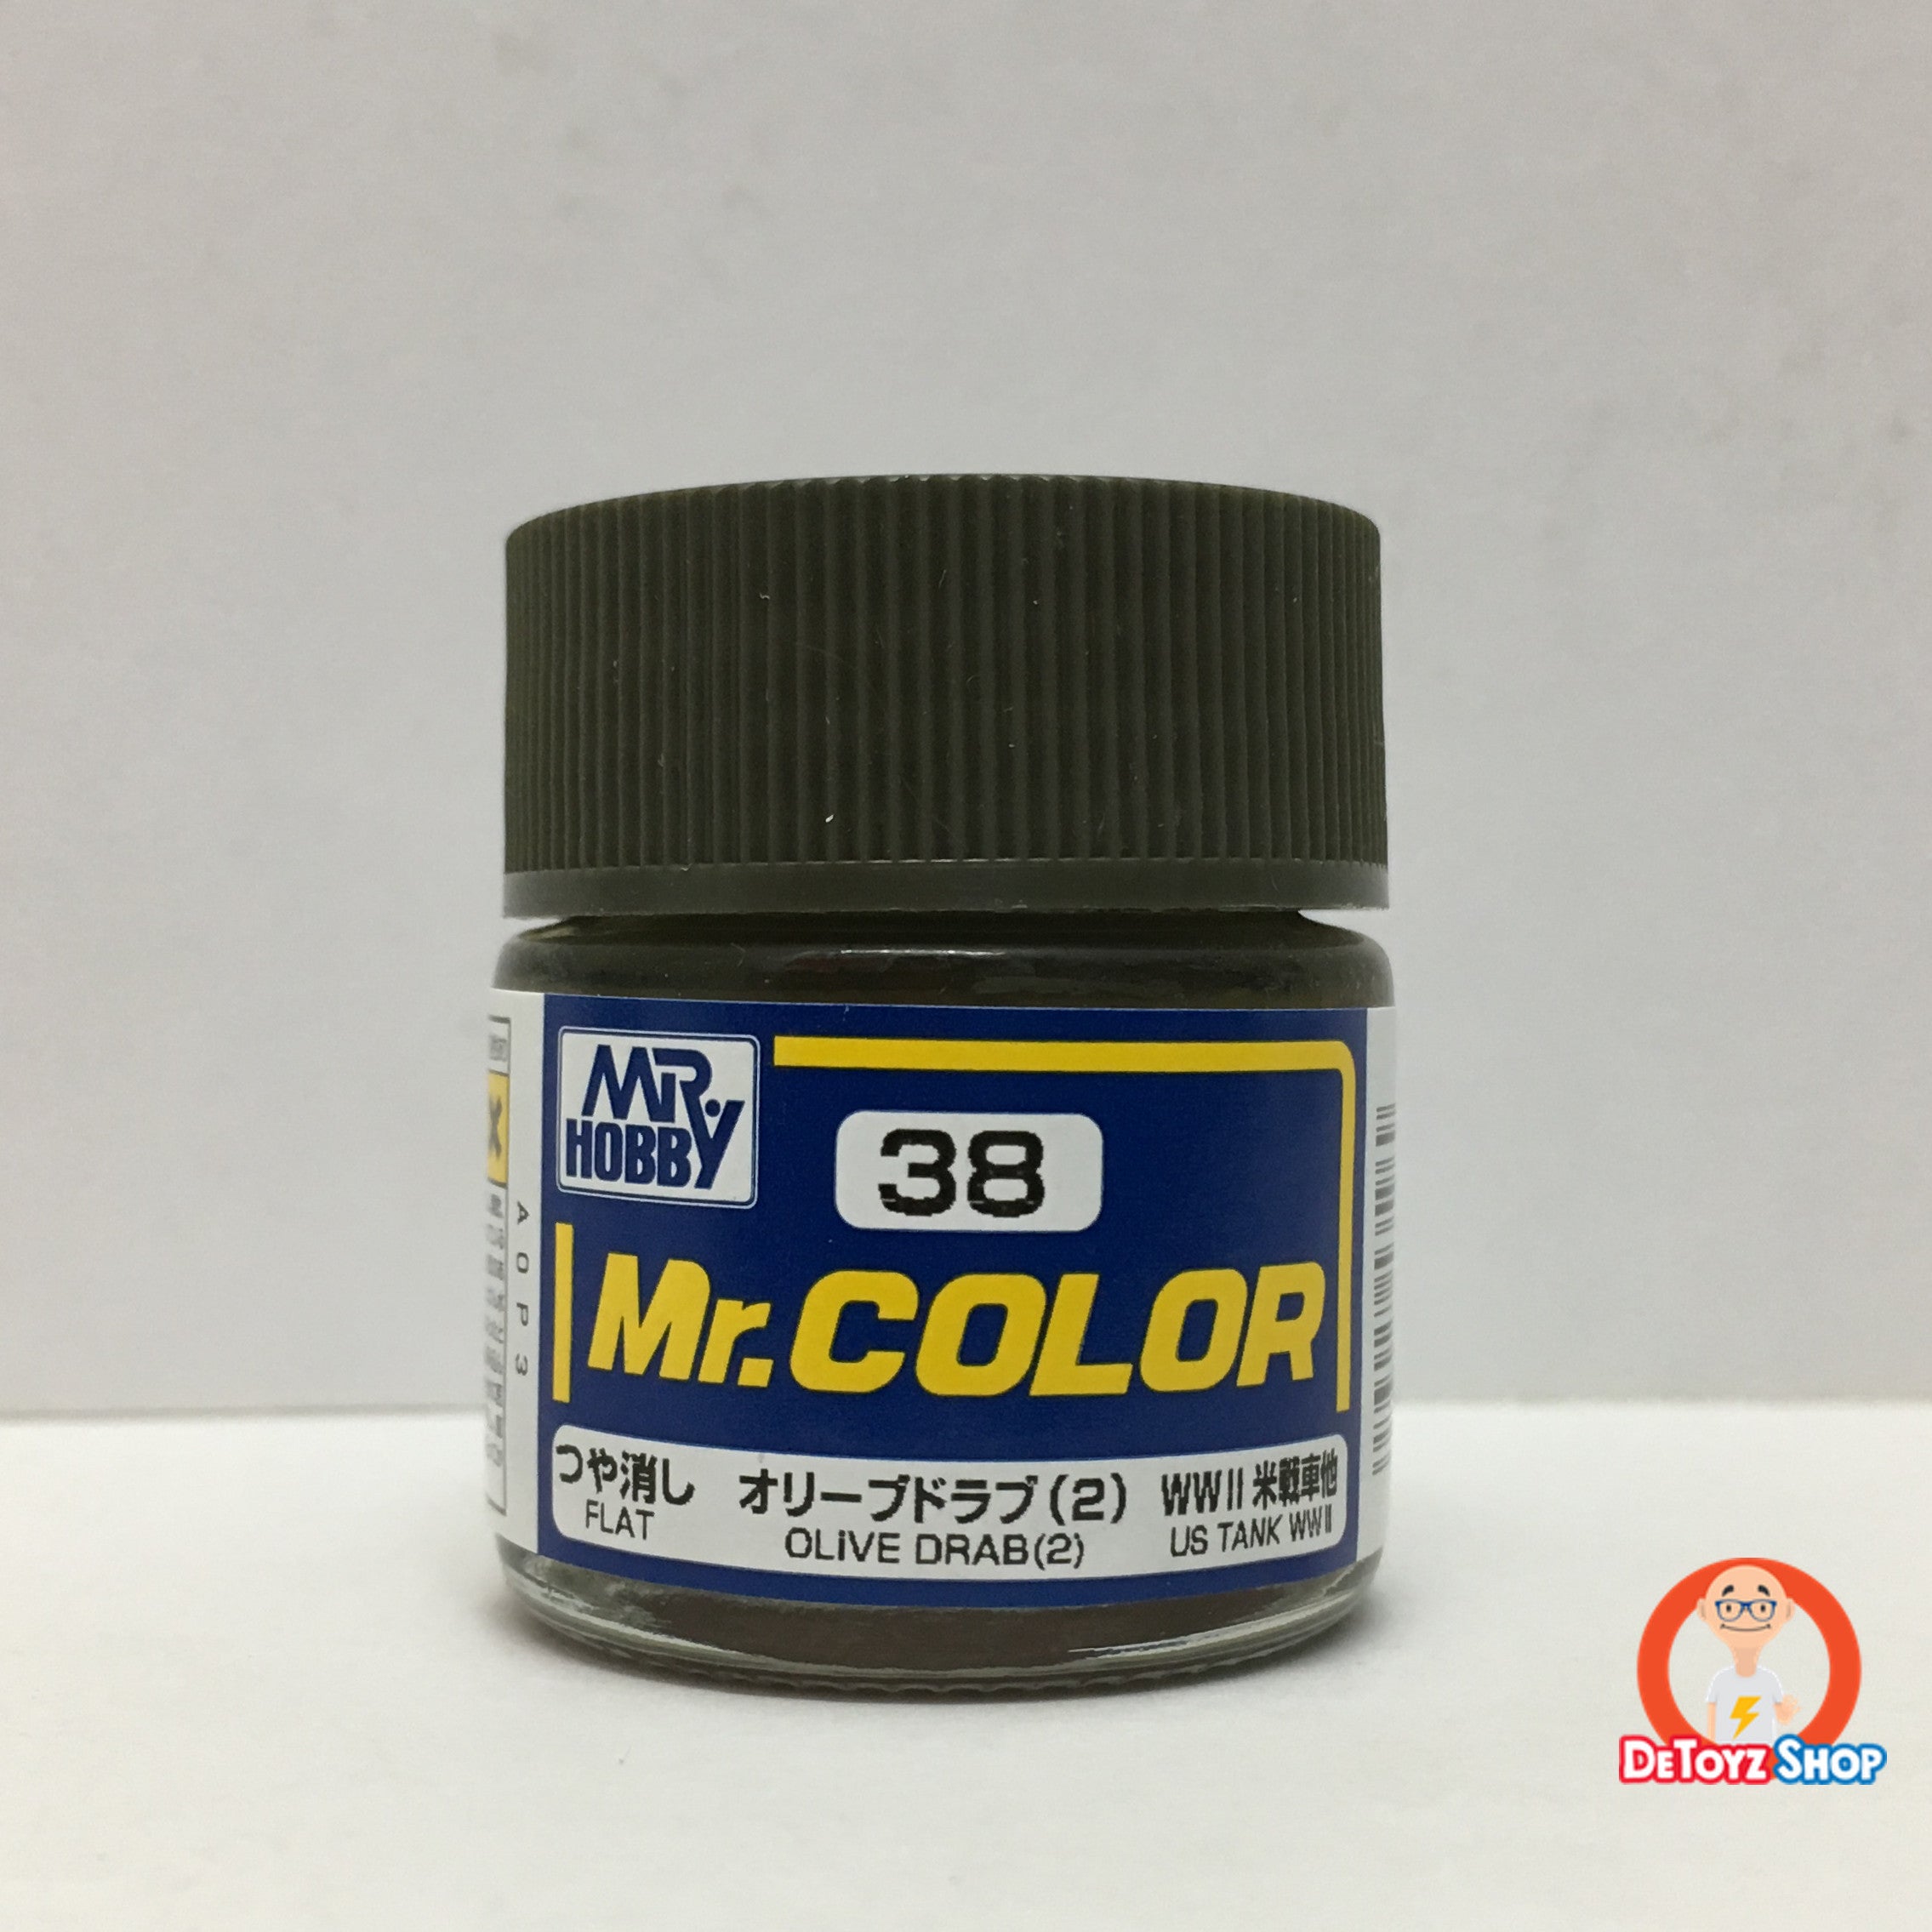 MR.
HOBBY
38
Mr.COLOR
つや消し オリーブドラブ(2) WWⅡ 米戦車他
FLAT OLIVE DRAB(2) US TANK WWⅡ
AOP3
DeToyz Shop